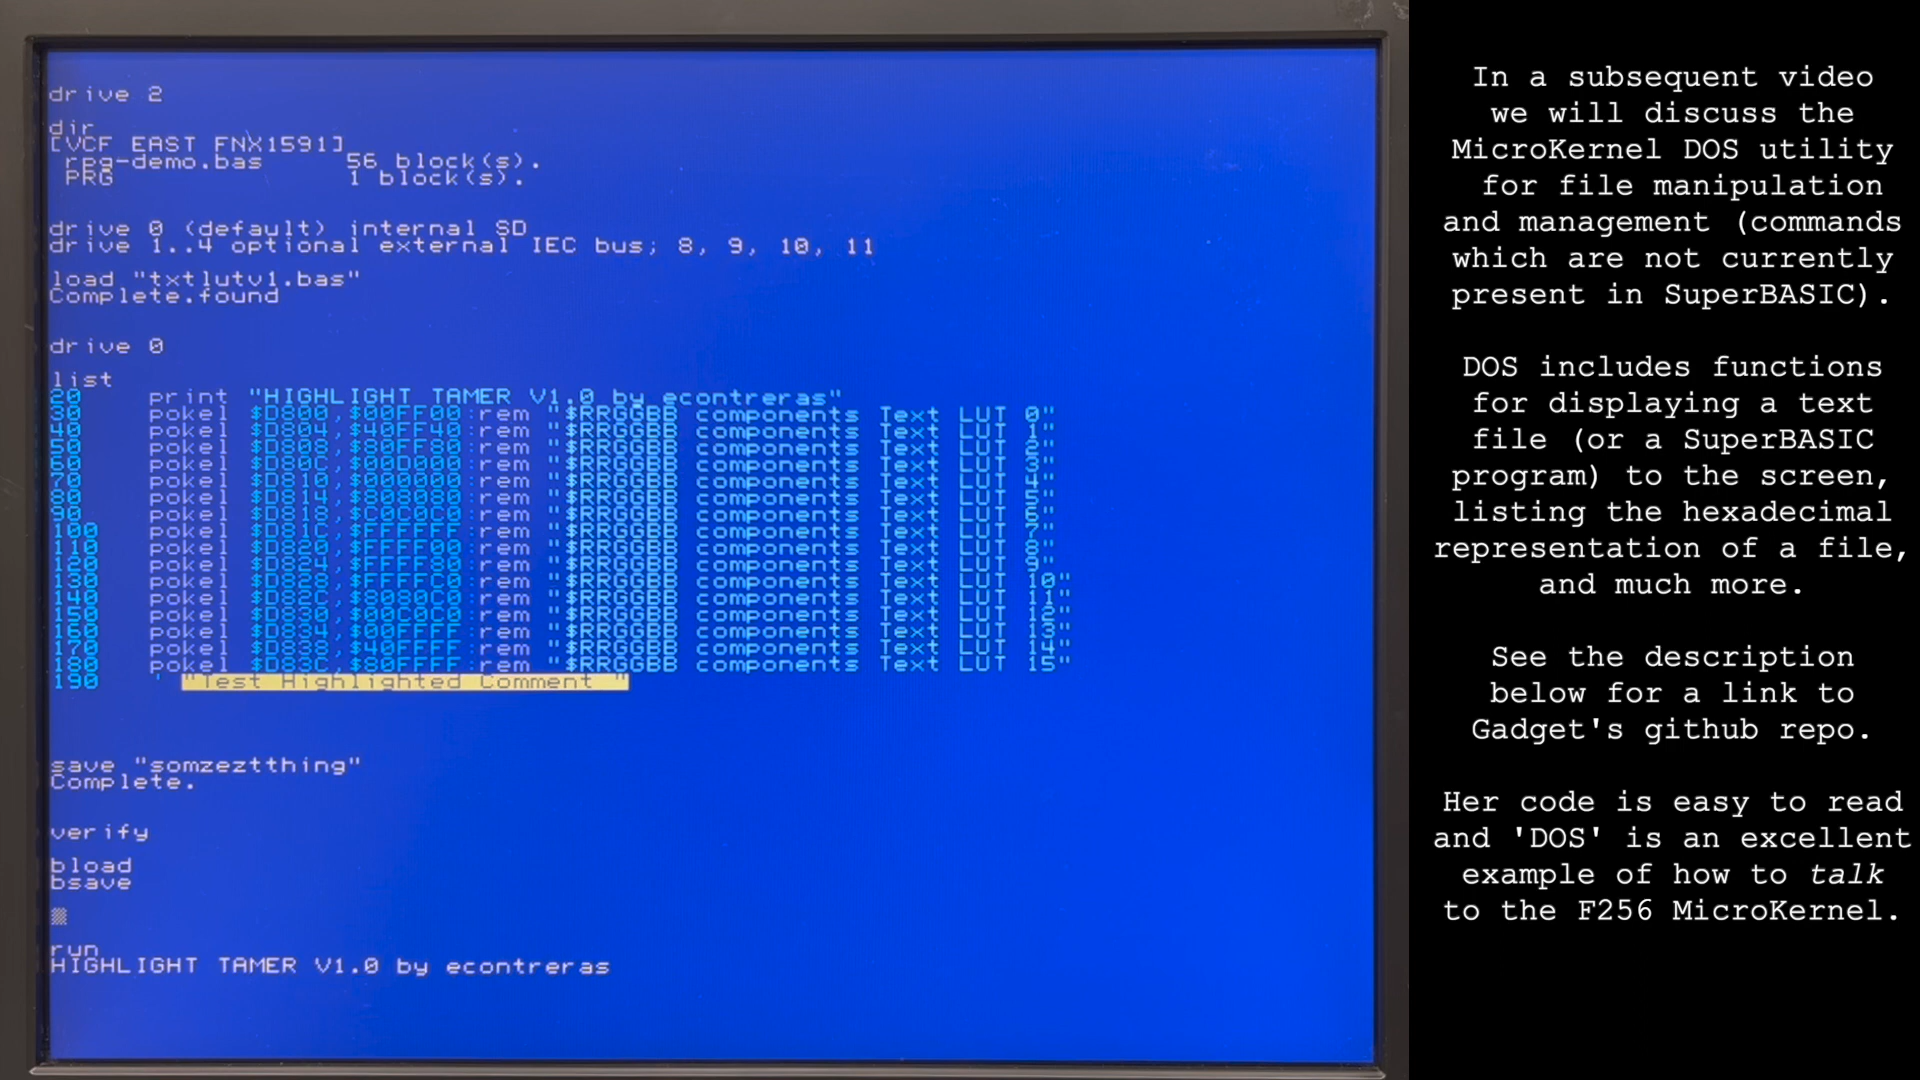 drive 2
dir
[VCF EAST FNX1591]
rpg-demo.bas 56 block(s).
PRG 1 block(s).
drive 0 (default) internal SD
drive 1..4 optional external IEC bus; 8, 9, 10, 11
load "txtlutv1.bas"
Complete.found
drive 0
list
20 print "HIGHLIGHT TAMER V1.0 by econtreras"
30 pokel $D800,$00FF00:rem "$RRGGBB components Text LUT 0"
40 pokel $D804,$40FF40:rem "$RRGGBB components Text LUT 1"
50 pokel $D808,$80FF80:rem "$RRGGBB components Text LUT 2"
60 pokel $D80C,$00D000:rem "$RRGGBB components Text LUT 3"
70 pokel $D810,$000000:rem "$RRGGBB components Text LUT 4"
80 pokel $D814,$808080:rem "$RRGGBB components Text LUT 5"
90 pokel $D818,$C0C0C0:rem "$RRGGBB components Text LUT 6"
100 pokel $D81C,$FFFFFF:rem "$RRGGBB components Text LUT 7"
110 pokel $D820,$FFFF00:rem "$RRGGBB components Text LUT 8"
120 pokel $D824,$FFFF80:rem "$RRGGBB components Text LUT 9"
130 pokel $D828,$FFFFC0:rem "$RRGGBB components Text LUT 10"
140 pokel $D82C,$8080C0:rem "$RRGGBB components Text LUT 11"
150 pokel $D830,$00C0C0:rem "$RRGGBB components Text LUT 12"
160 pokel $D834,$00FFFF:rem "$RRGGBB components Text LUT 13"
170 pokel $D838,$40FFFF:rem "$RRGGBB components Text LUT 14"
180 pokel $D83C,$80FFFF:rem "$RRGGBB components Text LUT 15"
190 ' "Test Highlighted Comment "
save "somzeztthing"
Complete.
verify
bload
bsave
run
HIGHLIGHT TAMER V1.0 by econtreras
In a subsequent video
we will discuss the
MicroKernel DOS utility
for file manipulation
and management (commands
which are not currently
present in SuperBASIC).
DOS includes functions
for displaying a text
file (or a SuperBASIC
program) to the screen,
listing the hexadecimal
representation of a file,
and much more.
See the description
below for a link to
Gadget's github repo.
Her code is easy to read
and 'DOS' is an excellent
example of how to talk
to the F256 MicroKernel.